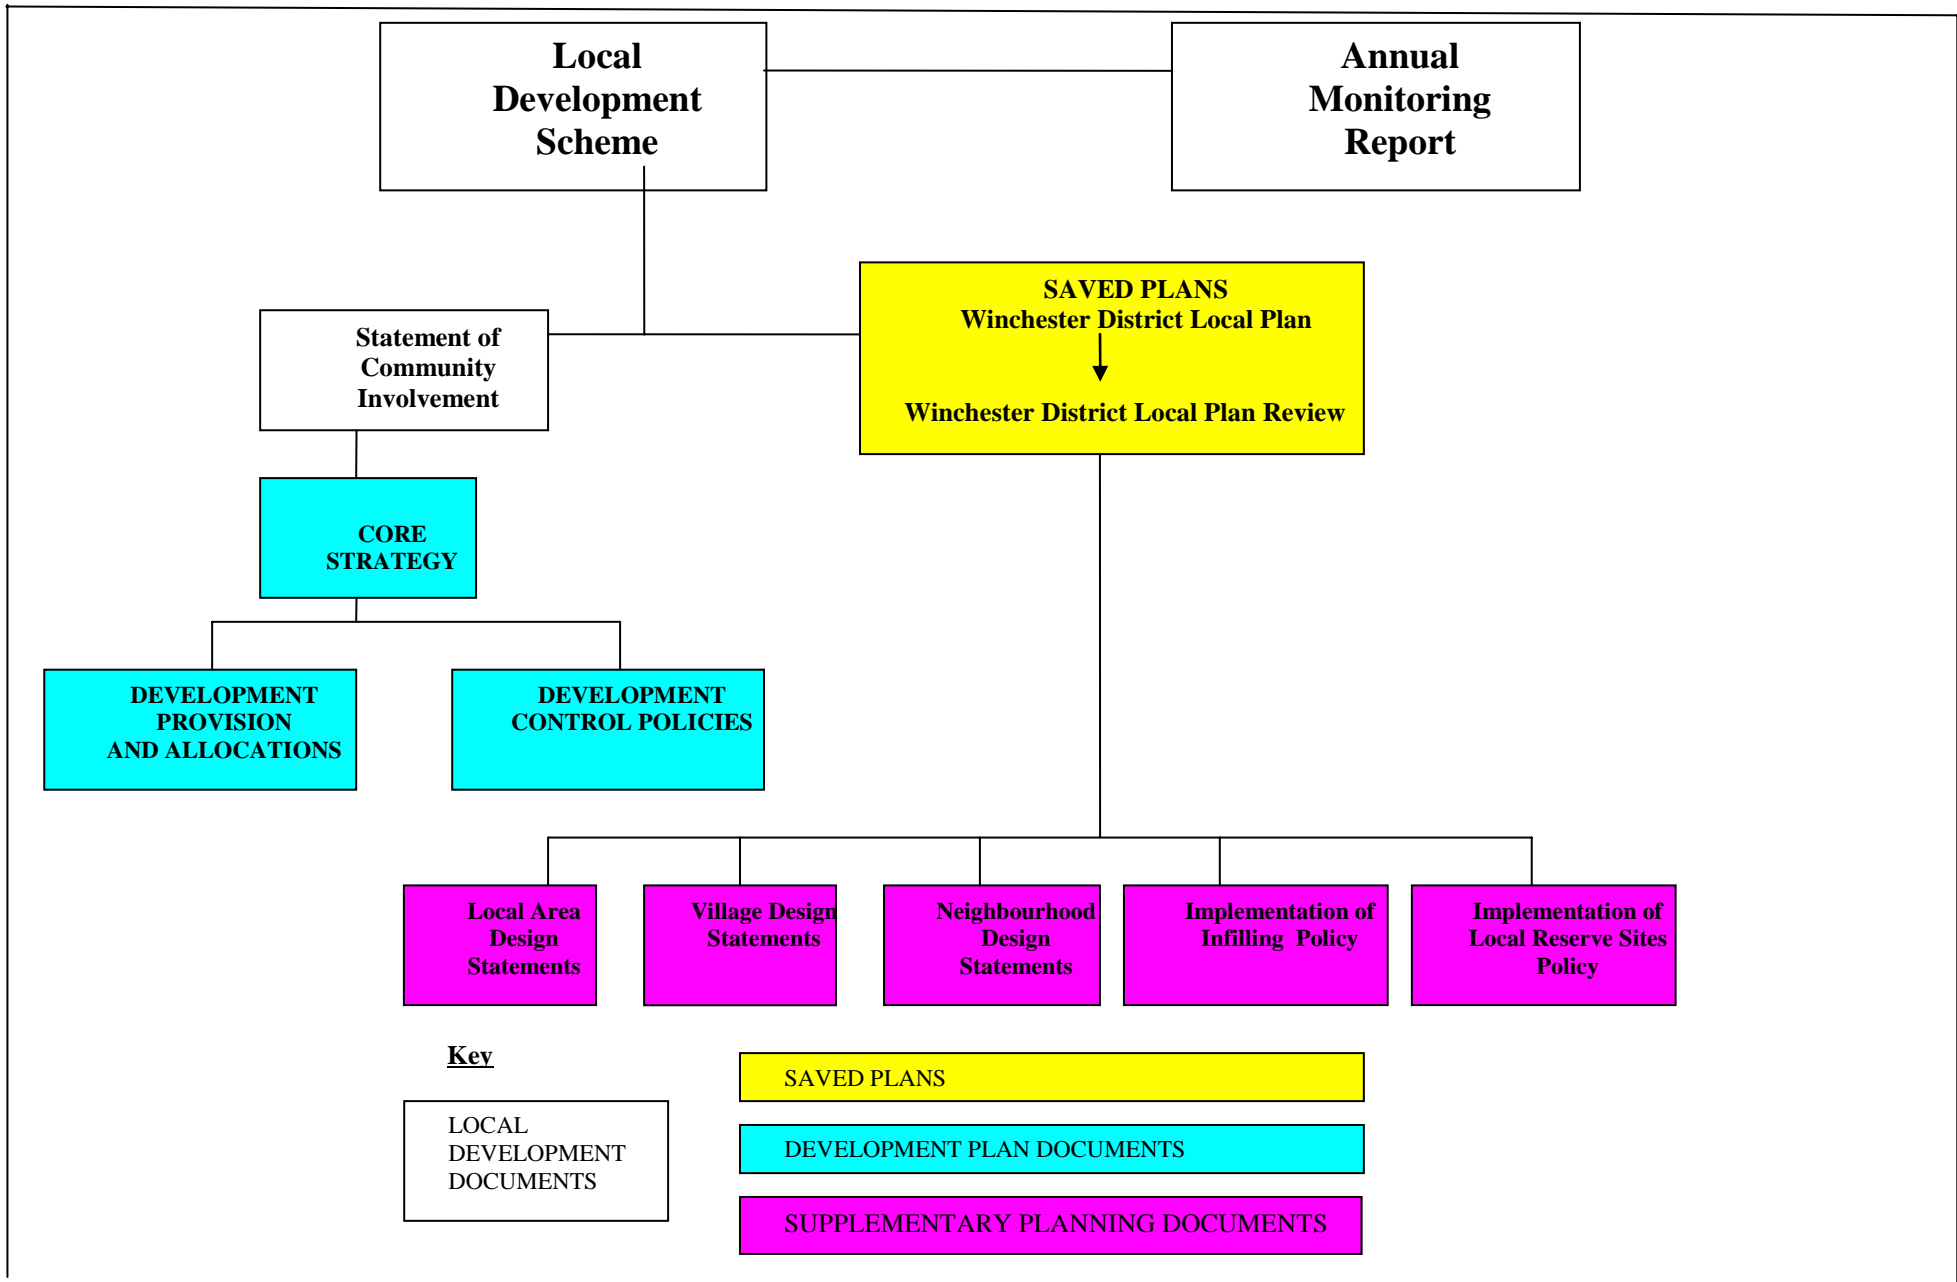 Local
Development
Scheme
Annual
Monitoring
Report
SAVED PLANS
Winchester District Local Plan
Winchester District Local Plan Review
Statement of
Community
Involvement
CORE
STRATEGY
DEVELOPMENT
PROVISION
AND ALLOCATIONS
DEVELOPMENT
CONTROL POLICIES
Local Area
Design
Statements
Village Design
Statements
Neighbourhood
Design
Statements
Implementation of
Infilling Policy
Implementation of
Local Reserve Sites
Policy
Key
LOCAL
DEVELOPMENT
DOCUMENTS
SAVED PLANS
DEVELOPMENT PLAN DOCUMENTS
SUPPLEMENTARY PLANNING DOCUMENTS